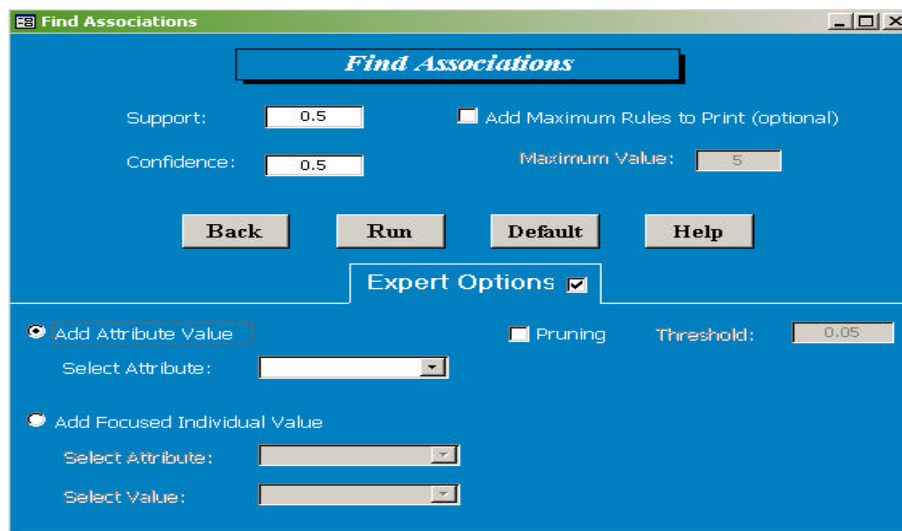 Find Associations
Find Associations
Support: 0.5 Add Maximum Rules to Print (optional)
Confidence: 0.5 Maximum Value: 5
Back Run Default Help
Expert Options
Add Attribute Value Pruning Threshold: 0.05
Select Attribute:
Add Focused Individual Value
Select Attribute:
Select Value: